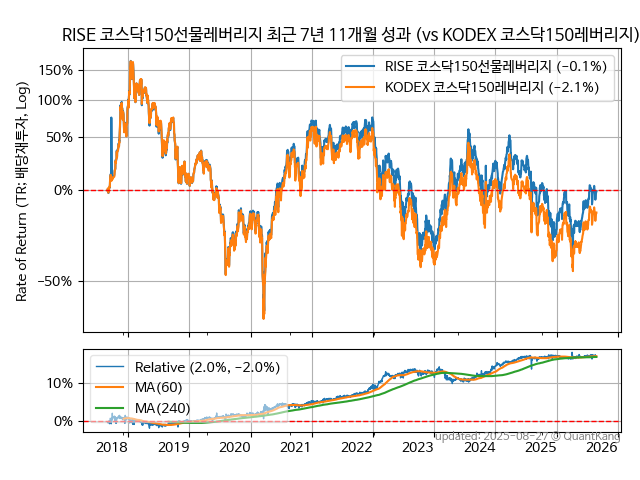 RISE 코스닥150선물레버리지 최근 7년 11개월 성과 (vs KODEX 코스닥150레버리지)
Rate of Return (TR: 배당재투자, Log)
150%
100%
50%
0%
−50%
RISE 코스닥150선물레버리지 (−0.1%)
KODEX 코스닥150레버리지 (−2.1%)
10%
0%
Relative (2.0%, −2.0%)
MA(60)
MA(240)
updated: 2025-08-27 © QuantKang
2018 2019 2020 2021 2022 2023 2024 2025 2026